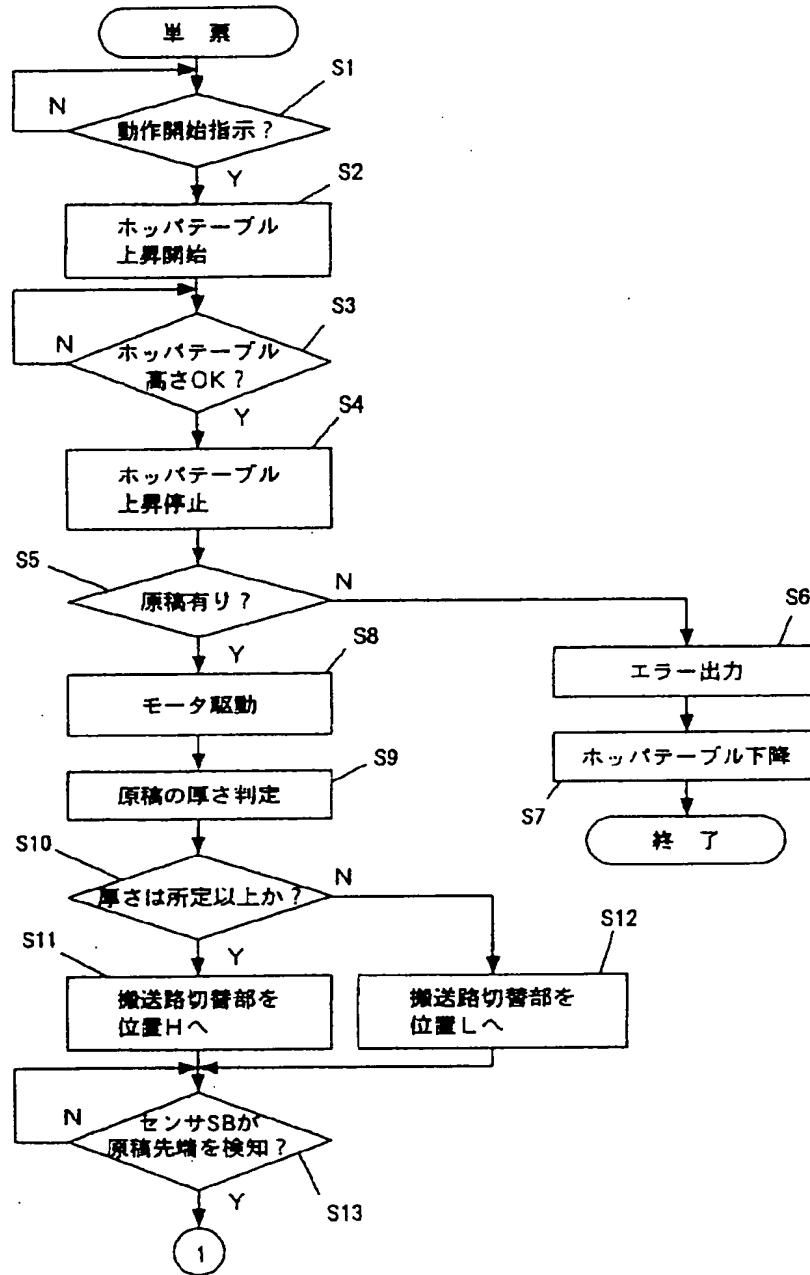 単 票
S1
N
動作開始指示？
Y
S2
ホッパテーブル
上昇開始
S3
N
ホッパテーブル
高さOK？
Y
S4
ホッパテーブル
上昇停止
S5
原稿有り？
N
S6
Y
S8
エラー出力
モータ駆動
S9
ホッパテーブル下降
原稿の厚さ判定
S7
S10
終 了
厚さは所定以上か？
N
S12
S11
Y
搬送路切替部を
位置Hへ
搬送路切替部を
位置Lへ
N
センサSBが
原稿先端を検知？
S13
Y
1